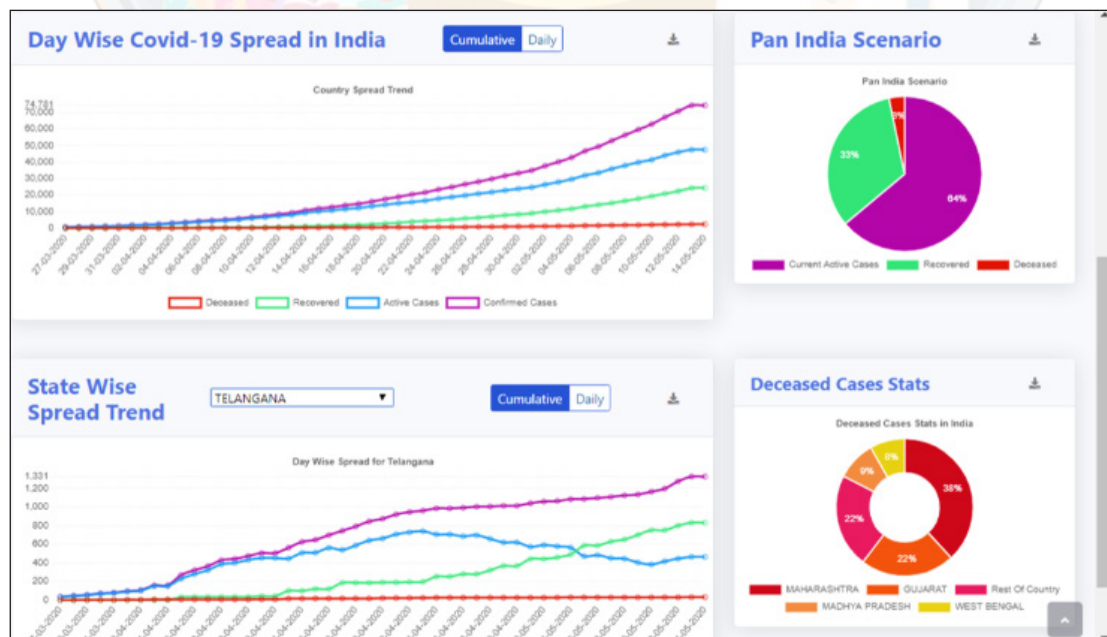 Day Wise Covid-19 Spread in India
Cumulative Daily
Country Spread Trend
74,781
70,000
60,000
50,000
40,000
30,000
20,000
10,000
0
27-03-2020 29-03-2020 31-03-2020 02-04-2020 04-04-2020 06-04-2020 08-04-2020 10-04-2020 12-04-2020 14-04-2020 16-04-2020 18-04-2020 20-04-2020 22-04-2020 24-04-2020 26-04-2020 28-04-2020 30-04-2020 02-05-2020 04-05-2020 06-05-2020 08-05-2020 10-05-2020 12-05-2020 14-05-2020
Deceased Recovered Active Cases Confirmed Cases
Pan India Scenario
Pan India Scenario
33%
64%
Current Active Cases Recovered Deceased
State Wise
Spread Trend
TELANGANA
Cumulative Daily
Day Wise Spread for Telangana
1,331
1,200
1,000
800
600
400
200
0
Deceased Cases Stats
Deceased Cases Stats in India
8%
9%
38%
22%
22%
MAHARASHTRA GUJARAT Rest Of Country
MADHYA PRADESH WEST BENGAL